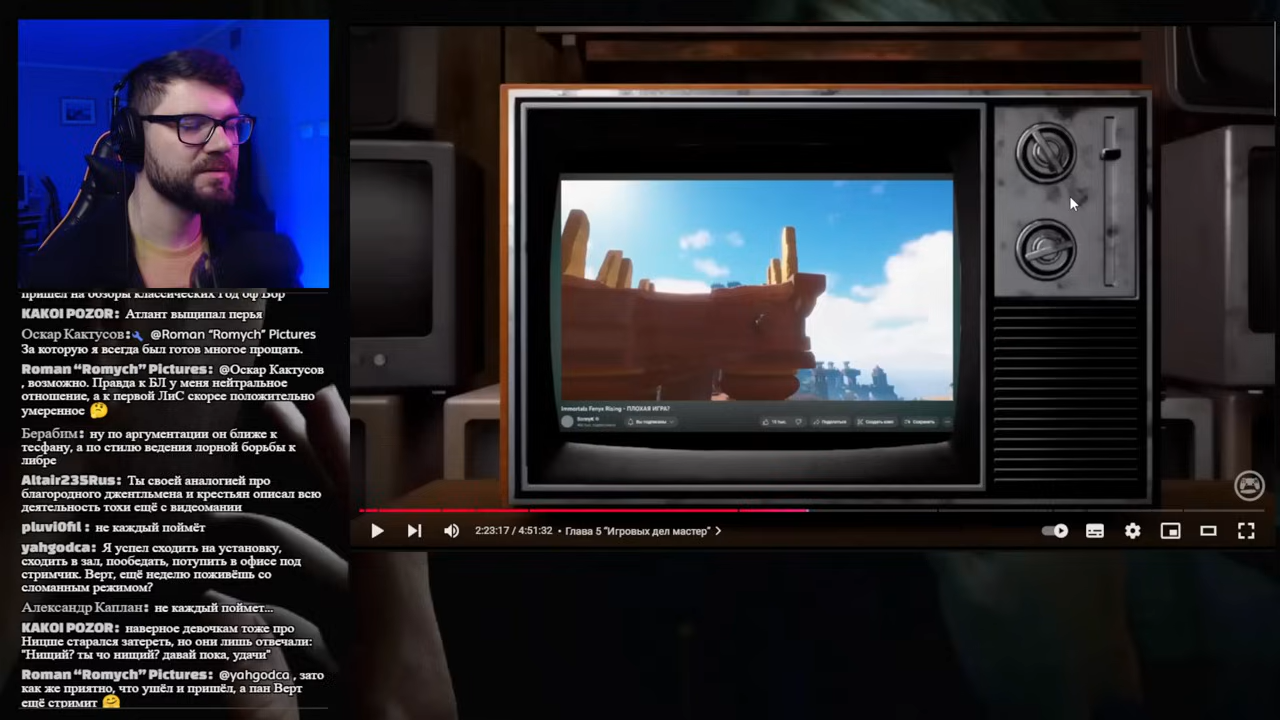 пришел на обзоры классических Год оф Вор
KAKOI POZOR: Атлант выщипал перья
Оскар Кактусов: @Roman "Romych" Pictures
За которую я всегда был готов многое прощать.
Roman "Romych" Pictures: @Оскар Кактусов
, возможно. Правда к БЛ у меня нейтральное
отношение, а к первой ЛиС скорее положительно
умеренное 🤔
Берабим: ну по аргументации он ближе к
тесфану, а по стилю ведения лорной борьбы к
либре
Altair235Rus: Ты своей аналогией про
благородного джентльмена и крестьян описал всю
деятельность тохи ещё с видеомании
pluvi0fil: не каждый поймёт
yahgodca: Я успел сходить на установку,
сходить в зал, пообедать, потупить в офисе под
стримчик. Верт, ещё неделю поживёшь со
сломанным режимом?
Александр Каплан: не каждый поймет...
KAKOI POZOR: наверное девочкам тоже про
Ницше старался затереть, но они лишь отвечали:
"Нищий? ты чо нищий? давай пока, удачи"
Roman "Romych" Pictures: @yahgodca , зато
как же приятно, что ушёл и пришёл, а пан Верт
ещё стримит 🤗
Immortals Fenyx Rising - ПЛОХАЯ ИГРА?
Вы подписаны
Поделиться
Сохранить
2:23:17 / 4:51:32 • Глава 5 "Игровых дел мастер" >